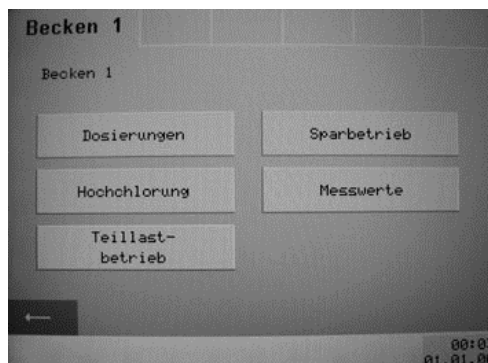 Becken 1
Becken 1
Dosierungen
Sparbetrieb
Hochchlorung
Messwerte
Teillast-
betrieb
←